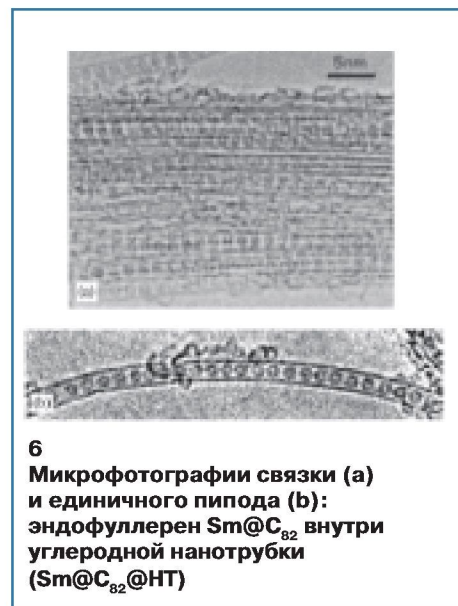 5nm
(a)
(b)
6
Микрофотографии связки (a)
и единичного пипода (b):
эндофуллерен Sm@C₈₂ внутри
углеродной нанотрубки
(Sm@C₈₂@НТ)